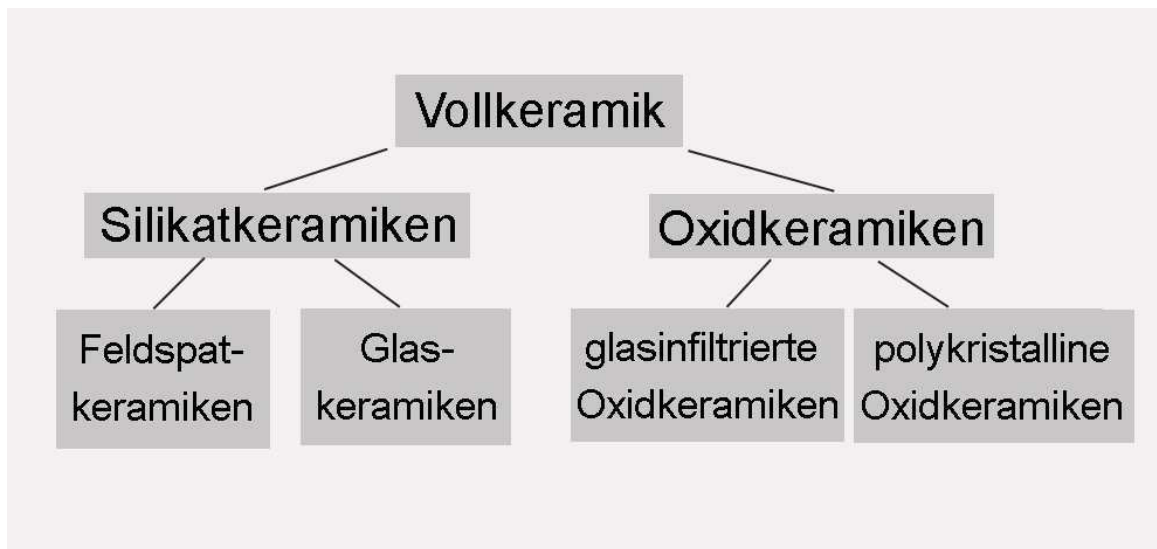 Vollkeramik
Silikatkeramiken
Oxidkeramiken
Feldspat-
keramiken
Glas-
keramiken
glasinfiltrierte
Oxidkeramiken
polykristalline
Oxidkeramiken